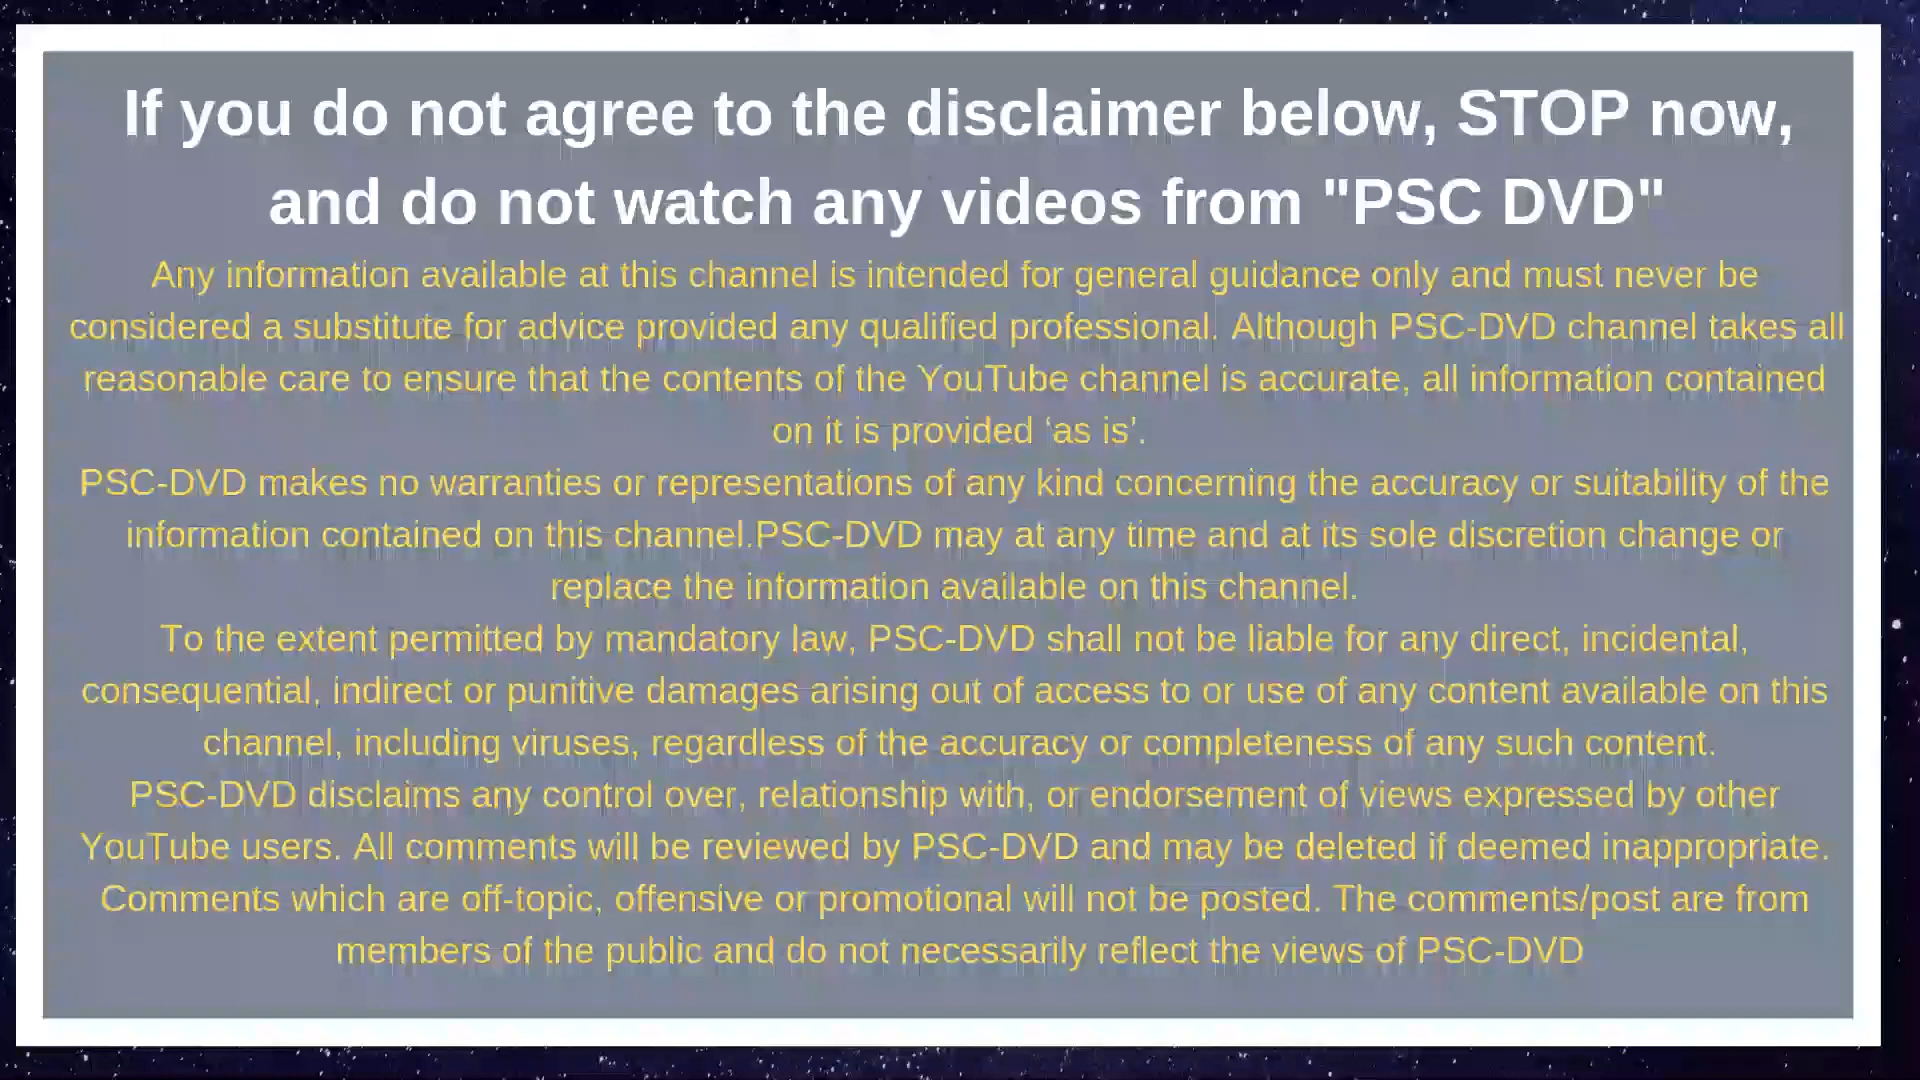 If you do not agree to the disclaimer below, STOP now,
and do not watch any videos from "PSC DVD"
Any information available at this channel is intended for general guidance only and must never be
considered a substitute for advice provided any qualified professional. Although PSC-DVD channel takes all
reasonable care to ensure that the contents of the YouTube channel is accurate, all information contained
on it is provided ‘as is’.
PSC-DVD makes no warranties or representations of any kind concerning the accuracy or suitability of the
information contained on this channel.PSC-DVD may at any time and at its sole discretion change or
replace the information available on this channel.
To the extent permitted by mandatory law, PSC-DVD shall not be liable for any direct, incidental,
consequential, indirect or punitive damages arising out of access to or use of any content available on this
channel, including viruses, regardless of the accuracy or completeness of any such content.
PSC-DVD disclaims any control over, relationship with, or endorsement of views expressed by other
YouTube users. All comments will be reviewed by PSC-DVD and may be deleted if deemed inappropriate.
Comments which are off-topic, offensive or promotional will not be posted. The comments/post are from
members of the public and do not necessarily reflect the views of PSC-DVD